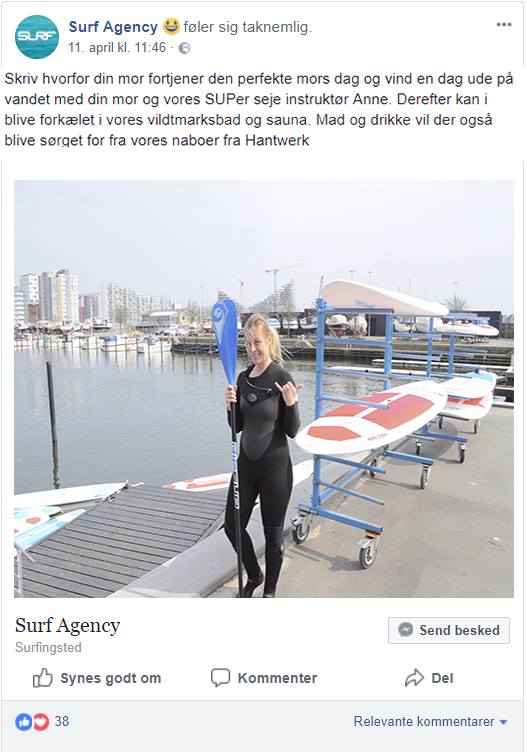 SURF
Surf Agency føler sig taknemlig.
11. april kl. 11:46 ·
Skriv hvorfor din mor fortjener den perfekte mors dag og vind en dag ude på
vandet med din mor og vores SUPer seje instruktør Anne. Derefter kan i
blive forkælet i vores vildtmarksbad og sauna. Mad og drikke vil der også
blive sørget for fra vores naboer fra Hantwerk
Surf Agency
Surfingsted
Send besked
Synes godt om
Kommenter
Del
38
Relevante kommentarer